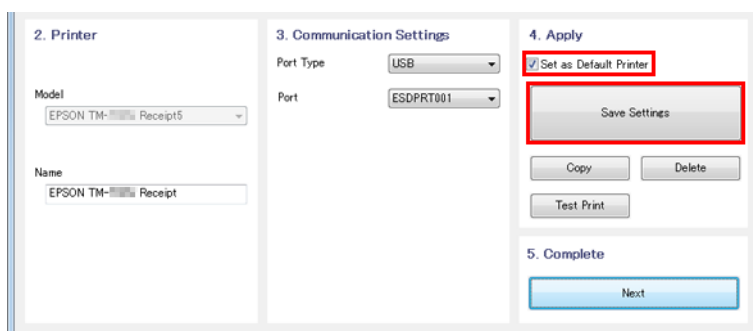 2. Printer
Model
EPSON TM- Receipt5
Name
EPSON TM- Receipt
3. Communication Settings
Port Type
USB
Port
ESDPRT001
4. Apply
Set as Default Printer
Save Settings
Copy
Delete
Test Print
5. Complete
Next